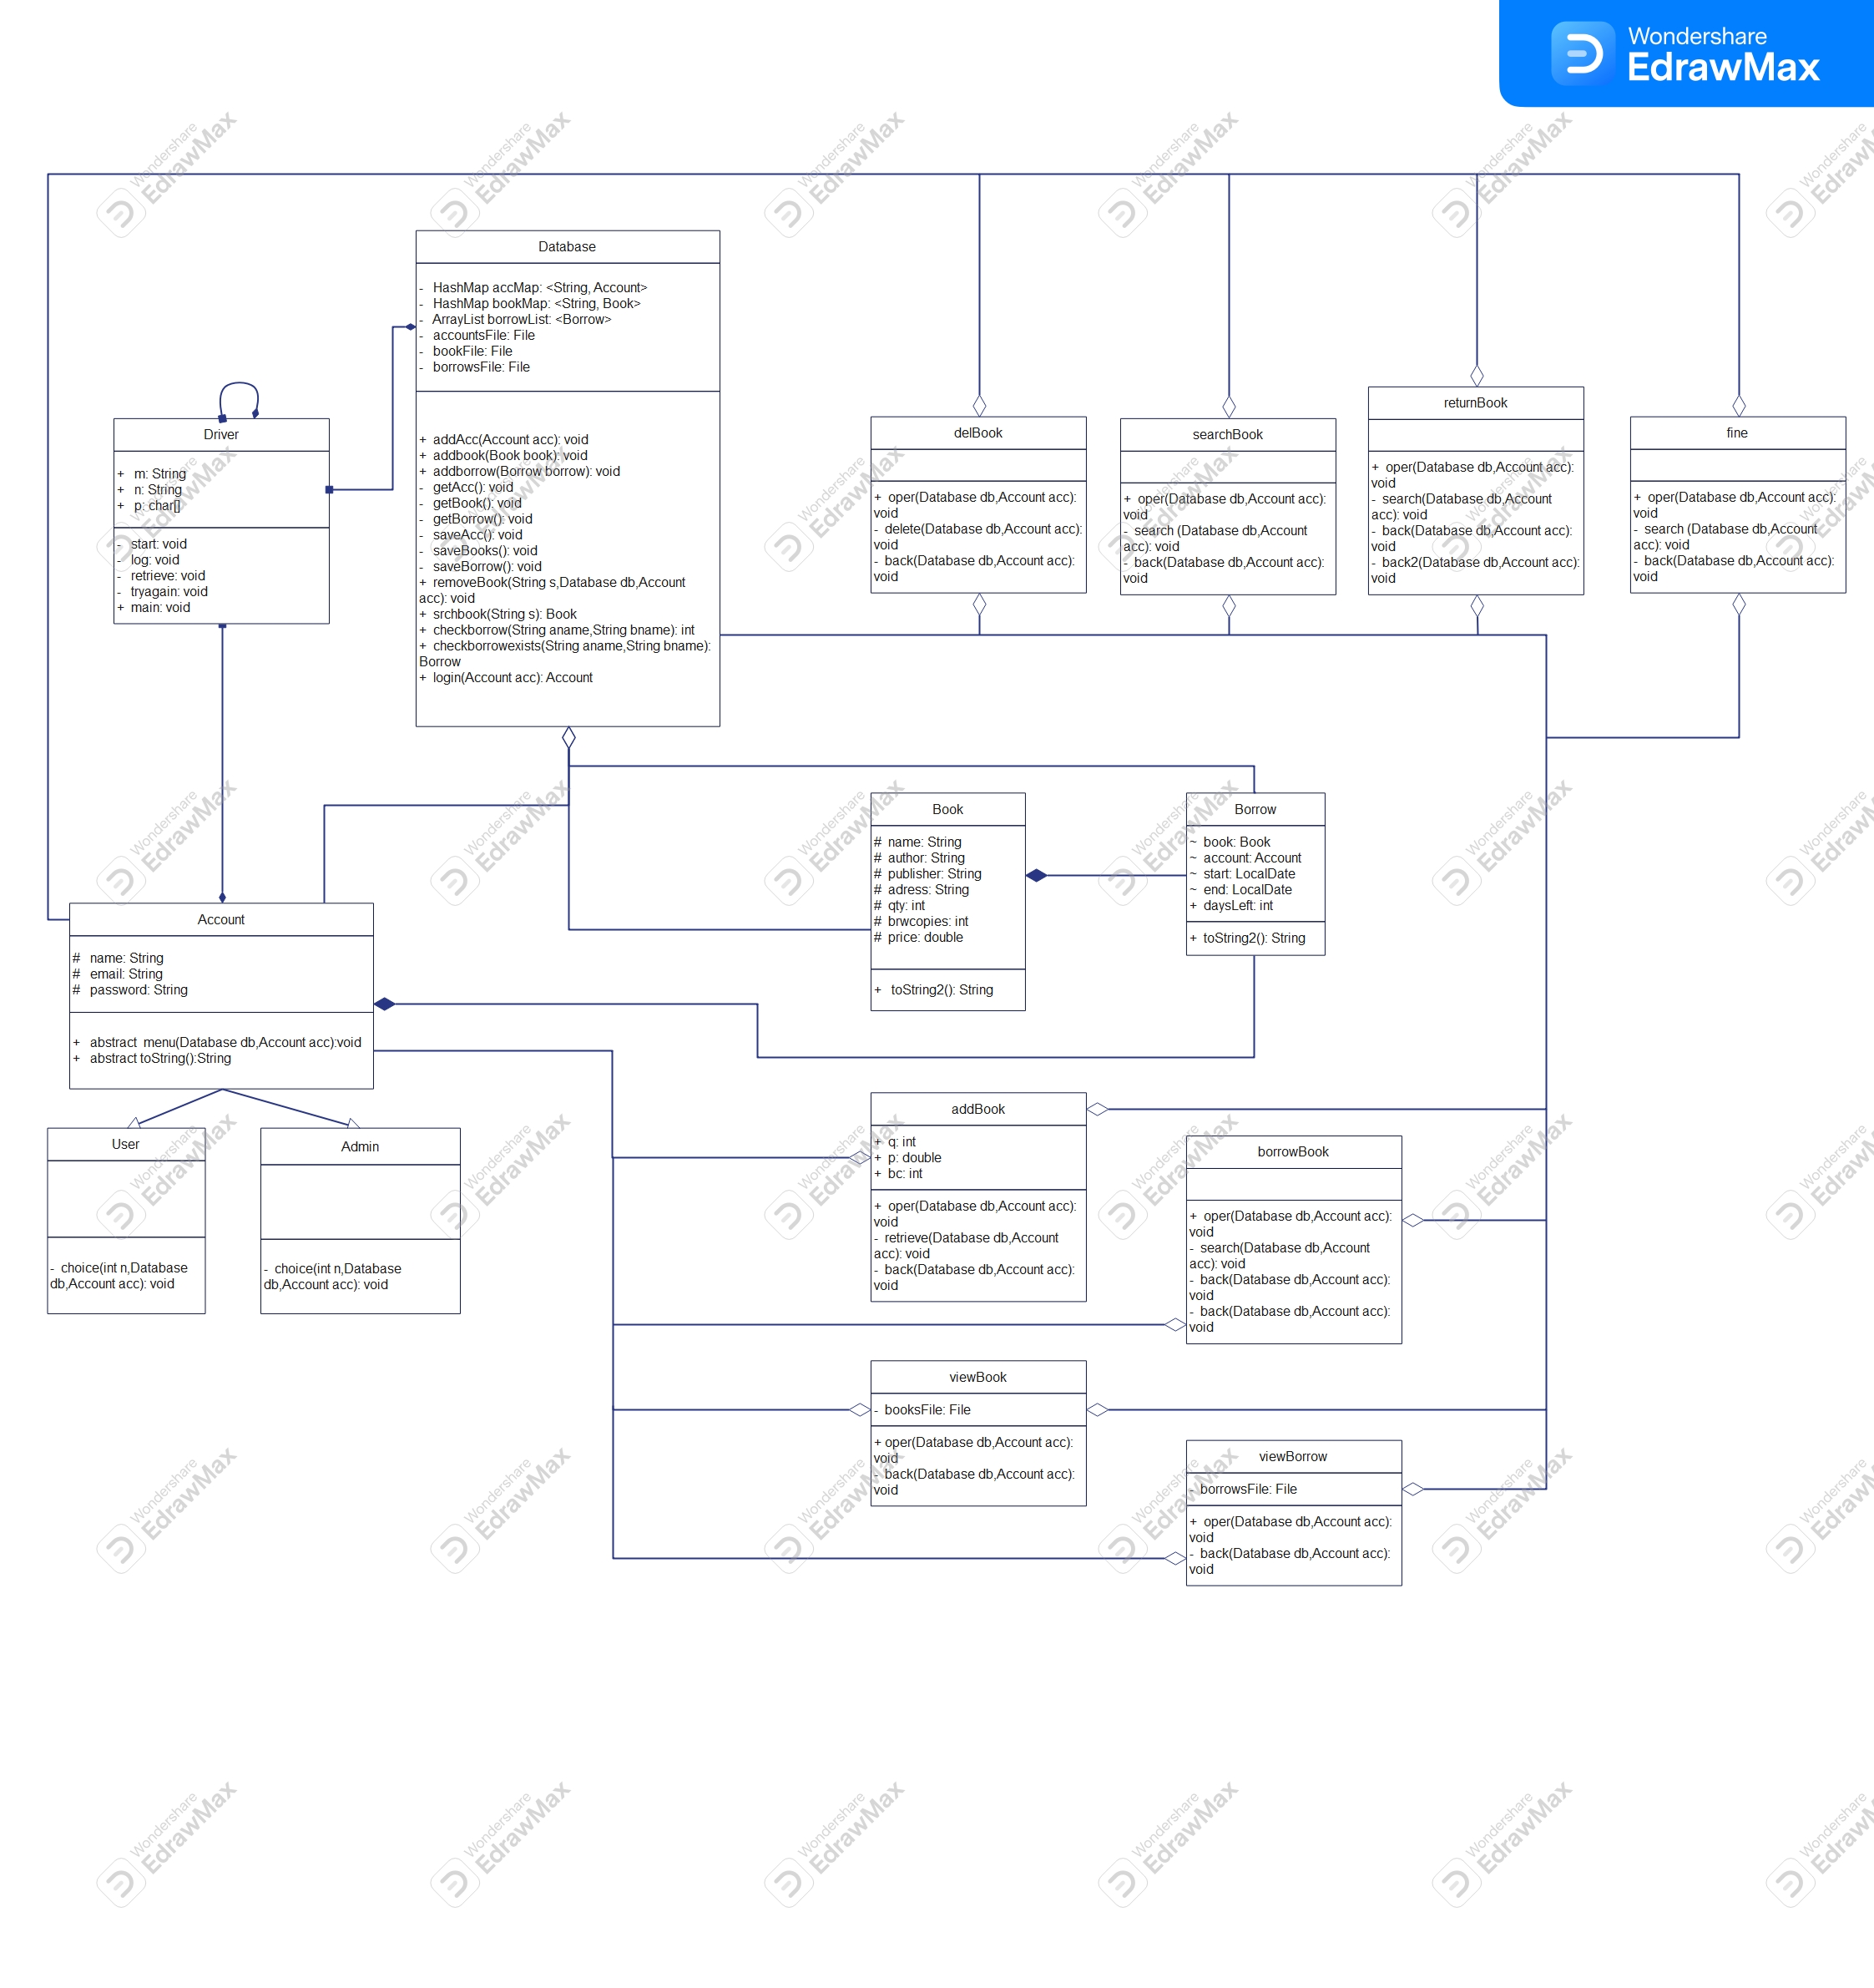 Wondershare
EdrawMax
Database
- HashMap accMap: <String, Account>
- HashMap bookMap: <String, Book>
- ArrayList borrowList: <Borrow>
- accountsFile: File
- bookFile: File
- borrowsFile: File
+ addAcc(Account acc): void
+ addbook(Book book): void
+ addborrow(Borrow borrow): void
- getAcc(): void
- getBook(): void
- getBorrow(): void
- saveAcc(): void
- saveBooks(): void
- saveBorrow(): void
+ removeBook(String s,Database db,Account
acc): void
+ srchbook(String s): Book
+ checkborrow(String aname,String bname): int
+ checkborrowexists(String aname,String bname):
Borrow
+ login(Account acc): Account
Driver
+ m: String
+ n: String
+ p: char[]
- start: void
- log: void
- retrieve: void
- tryagain: void
+ main: void
delBook
+ oper(Database db,Account acc):
void
- delete(Database db,Account acc):
void
- back(Database db,Account acc):
void
searchBook
+ oper(Database db,Account acc):
void
- search (Database db,Account
acc): void
- back(Database db,Account acc):
void
returnBook
+ oper(Database db,Account acc):
void
- search(Database db,Account
acc): void
- back(Database db,Account acc):
void
- back2(Database db,Account acc):
void
fine
+ oper(Database db,Account acc):
void
- search (Database db,Account
acc): void
- back(Database db,Account acc):
void
Book
# name: String
# author: String
# publisher: String
# adress: String
# qty: int
# brwcopies: int
# price: double
+ toString2(): String
Borrow
~ book: Book
~ account: Account
~ start: LocalDate
~ end: LocalDate
+ daysLeft: int
+ toString2(): String
Account
# name: String
# email: String
# password: String
+ abstract menu(Database db,Account acc):void
+ abstract toString():String
User
- choice(int n,Database
db,Account acc): void
Admin
- choice(int n,Database
db,Account acc): void
addBook
+ q: int
+ p: double
+ bc: int
+ oper(Database db,Account acc):
void
- retrieve(Database db,Account
acc): void
- back(Database db,Account acc):
void
borrowBook
+ oper(Database db,Account acc):
void
- search(Database db,Account
acc): void
- back(Database db,Account acc):
void
- back(Database db,Account acc):
void
viewBook
- booksFile: File
+ oper(Database db,Account acc):
void
- back(Database db,Account acc):
void
viewBorrow
- borrowsFile: File
+ oper(Database db,Account acc):
void
- back(Database db,Account acc):
void